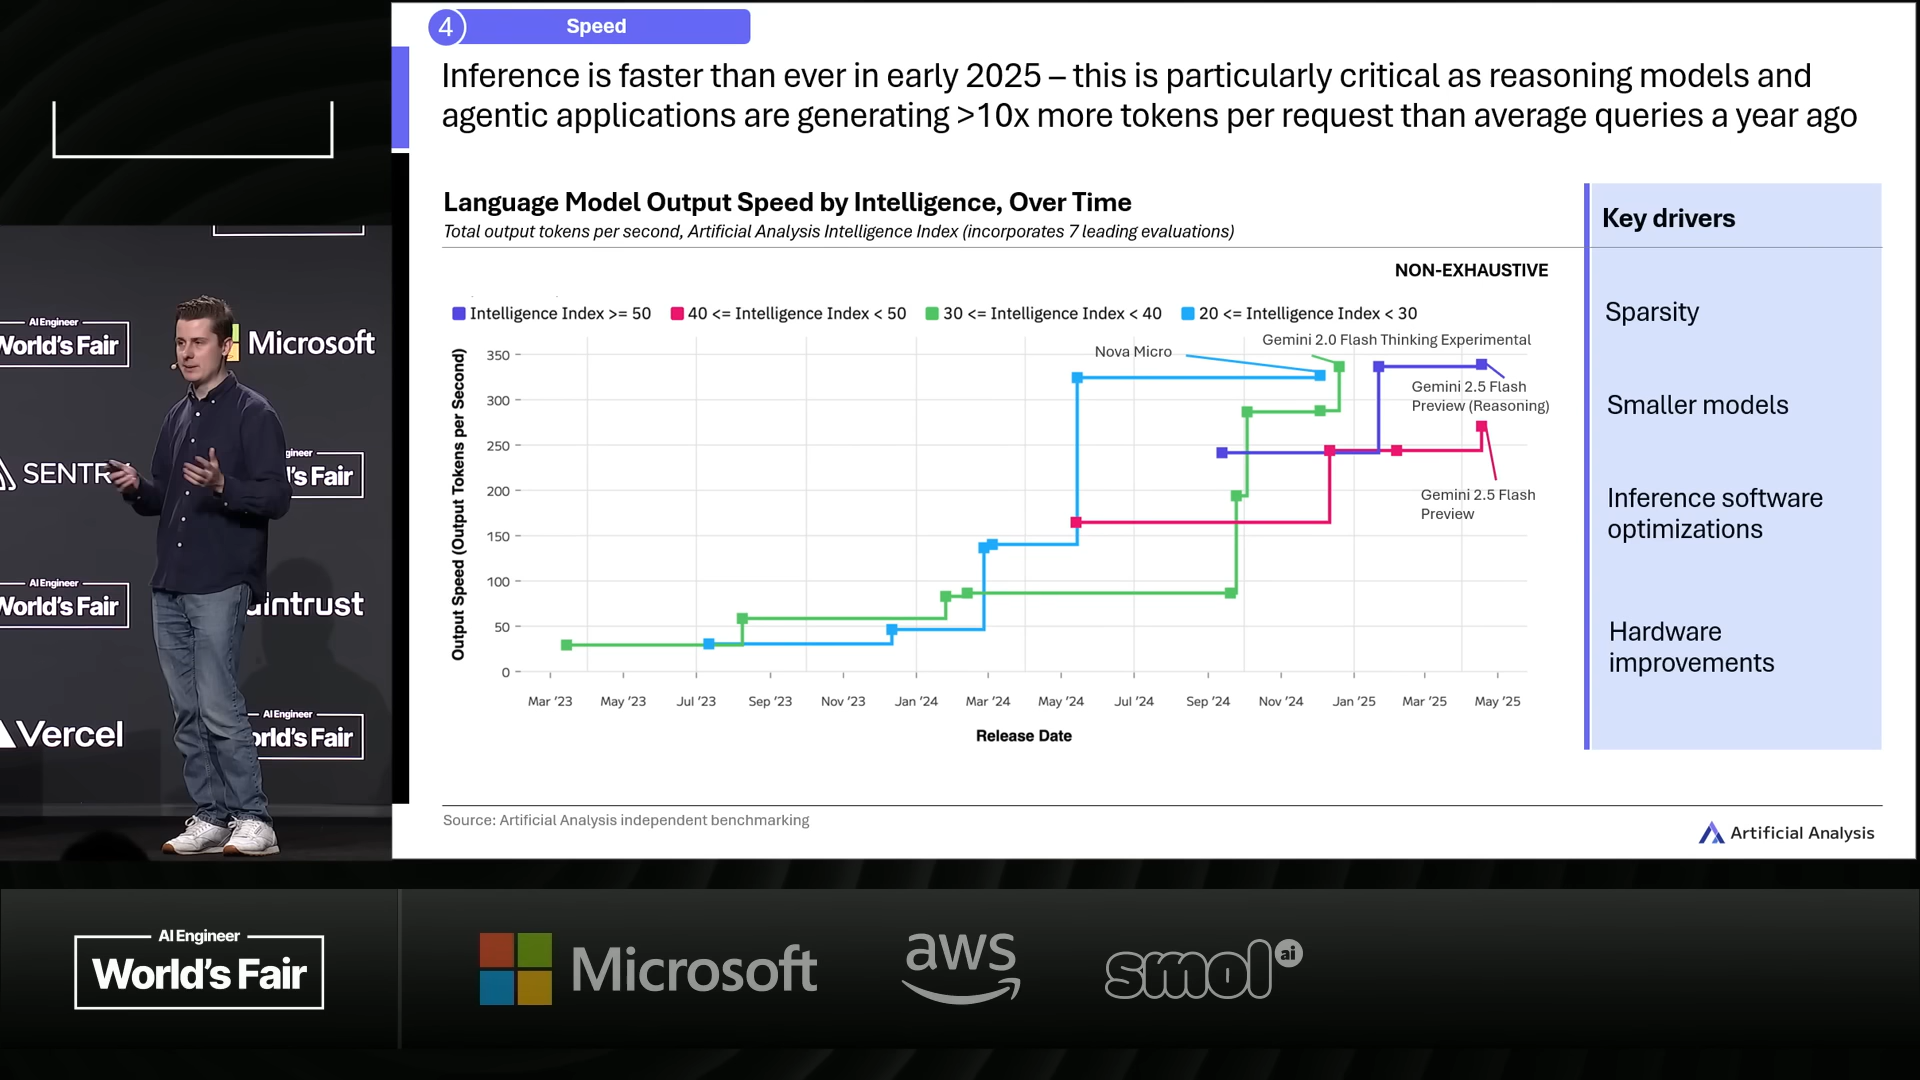 4
Speed
Inference is faster than ever in early 2025 – this is particularly critical as reasoning models and
agentic applications are generating >10x more tokens per request than average queries a year ago
Language Model Output Speed by Intelligence, Over Time
Total output tokens per second, Artificial Analysis Intelligence Index (incorporates 7 leading evaluations)
NON-EXHAUSTIVE
Intelligence Index >= 50
40 <= Intelligence Index < 50
30 <= Intelligence Index < 40
20 <= Intelligence Index < 30
Output Speed (Output Tokens per Second)
350
300
250
200
150
100
50
0
Nova Micro
Gemini 2.0 Flash Thinking Experimental
Gemini 2.5 Flash
Preview (Reasoning)
Gemini 2.5 Flash
Preview
Mar '23
May '23
Jul '23
Sep '23
Nov '23
Jan '24
Mar '24
May '24
Jul '24
Sep '24
Nov '24
Jan '25
Mar '25
May '25
Release Date
Key drivers
Sparsity
Smaller models
Inference software
optimizations
Hardware
improvements
Source: Artificial Analysis independent benchmarking
Artificial Analysis
AI Engineer
World's Fair
Microsoft
SENTR
gineer
's Fair
AI Engineer
World's Fair
aintrust
Vercel
AI Engineer
orld's Fair
AI Engineer
World's Fair
Microsoft
aws
smol ai